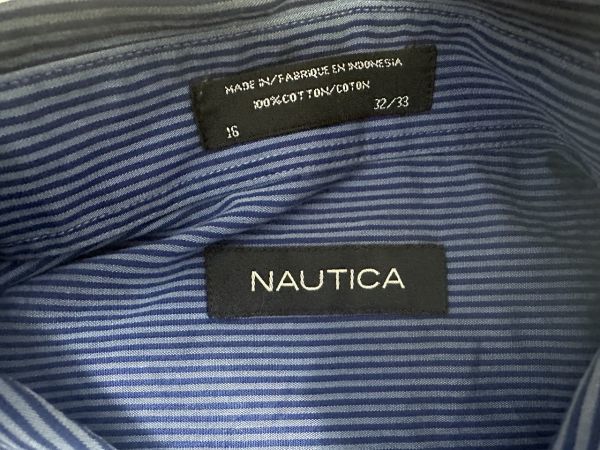 MADE IN/FABRIQUE EN INDONESIA
100% COTTON/COTON
16 32/33
NAUTICA